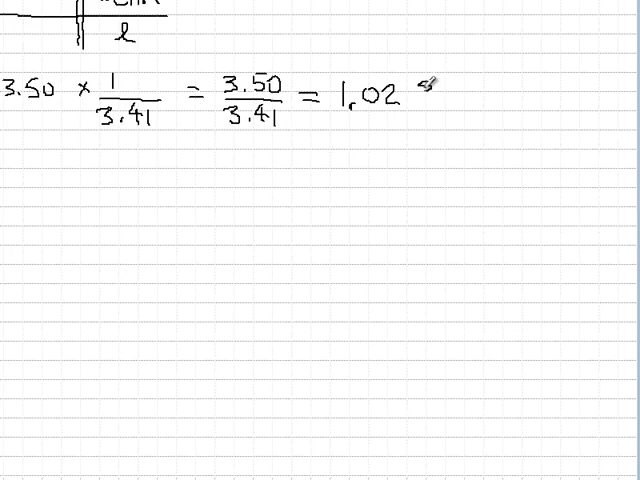 l
3.50 × 1/3.41 = 3.50/3.41 = 1.02